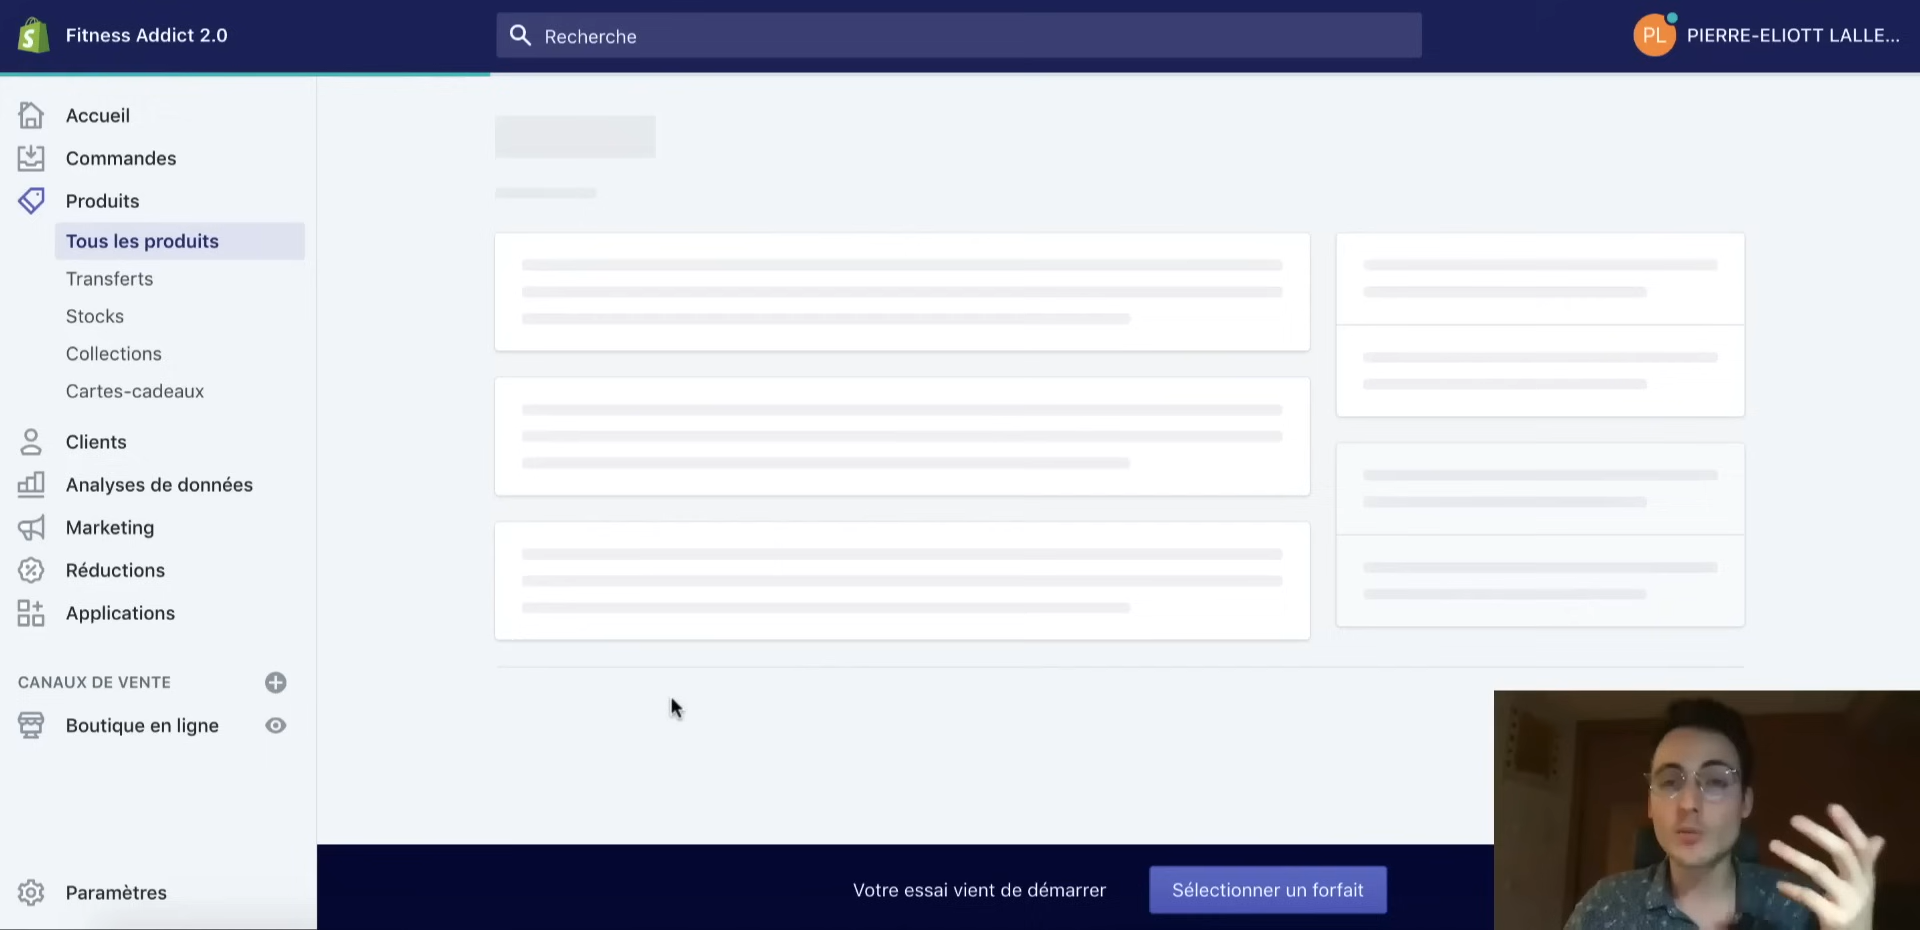 Fitness Addict 2.0
Recherche
PL
PIERRE-ELIOTT LALLE...
Accueil
Commandes
Produits
Tous les produits
Transferts
Stocks
Collections
Cartes-cadeaux
Clients
Analyses de données
Marketing
Réductions
Applications
CANAUX DE VENTE
Boutique en ligne
Paramètres
Votre essai vient de démarrer
Sélectionner un forfait